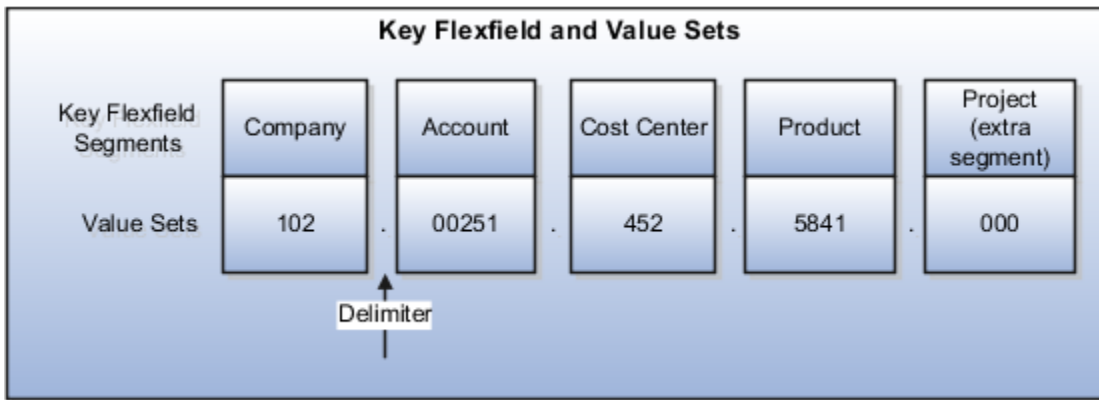 Key Flexfield and Value Sets
Key Flexfield
Segments
Company
Account
Cost Center
Product
Project
(extra
segment)
Value Sets
102 . 00251 . 452 . 5841 . 000
Delimiter